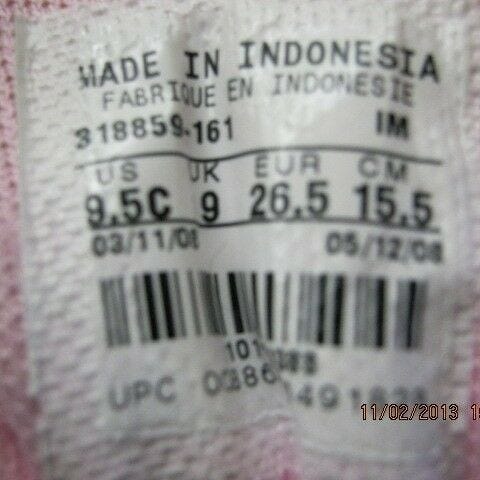 MADE IN INDONESIA
FABRIQUE EN INDONESIE
318859-161 IM
US UK EUR CM
9.5C 9 26.5 15.5
03/11/08 05/12/08
UPC
11/02/2013